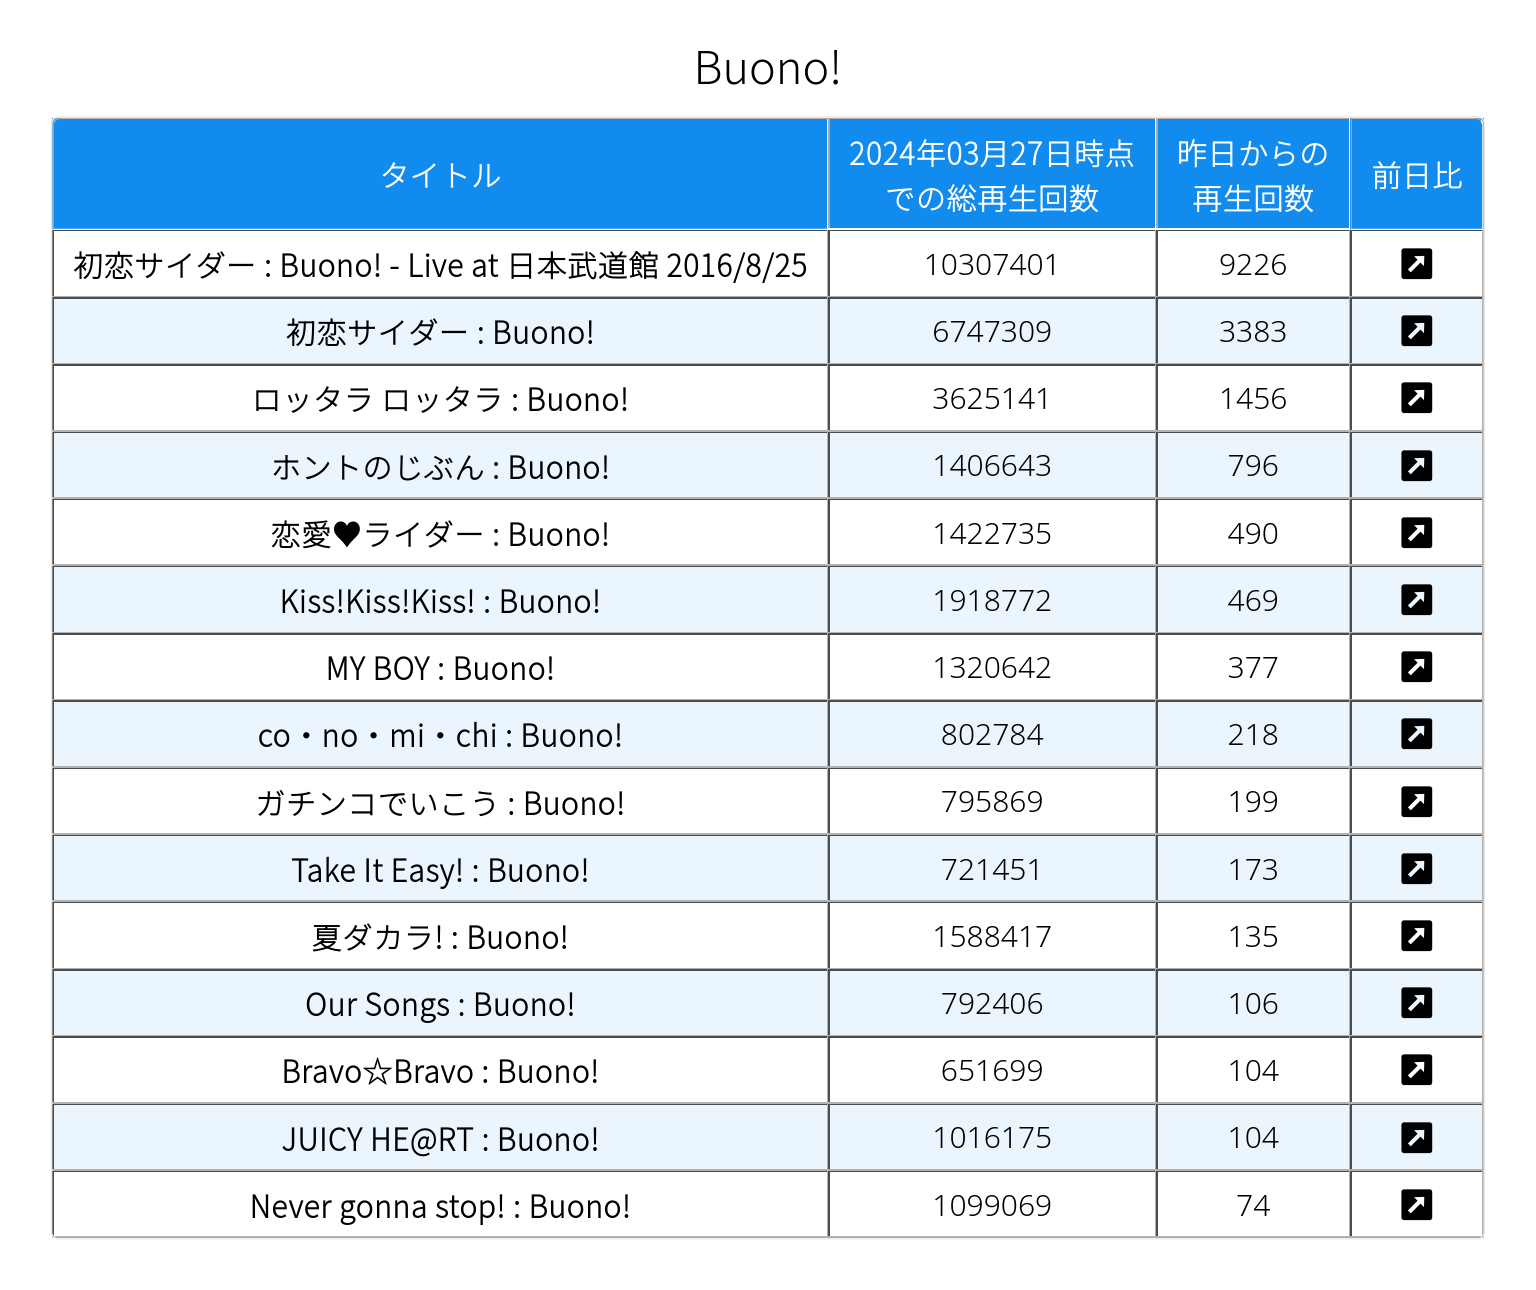 Buono!
タイトル 2024年03月27日時点での総再生回数 昨日からの再生回数 前日比
初恋サイダー : Buono! - Live at 日本武道館 2016/8/25 10307401 9226
初恋サイダー : Buono! 6747309 3383
ロッタラ ロッタラ : Buono! 3625141 1456
ホントのじぶん : Buono! 1406643 796
恋愛♥ライダー : Buono! 1422735 490
Kiss!Kiss!Kiss! : Buono! 1918772 469
MY BOY : Buono! 1320642 377
co・no・mi・chi : Buono! 802784 218
ガチンコでいこう : Buono! 795869 199
Take It Easy! : Buono! 721451 173
夏ダカラ! : Buono! 1588417 135
Our Songs : Buono! 792406 106
Bravo☆Bravo : Buono! 651699 104
JUICY HE@RT : Buono! 1016175 104
Never gonna stop! : Buono! 1099069 74